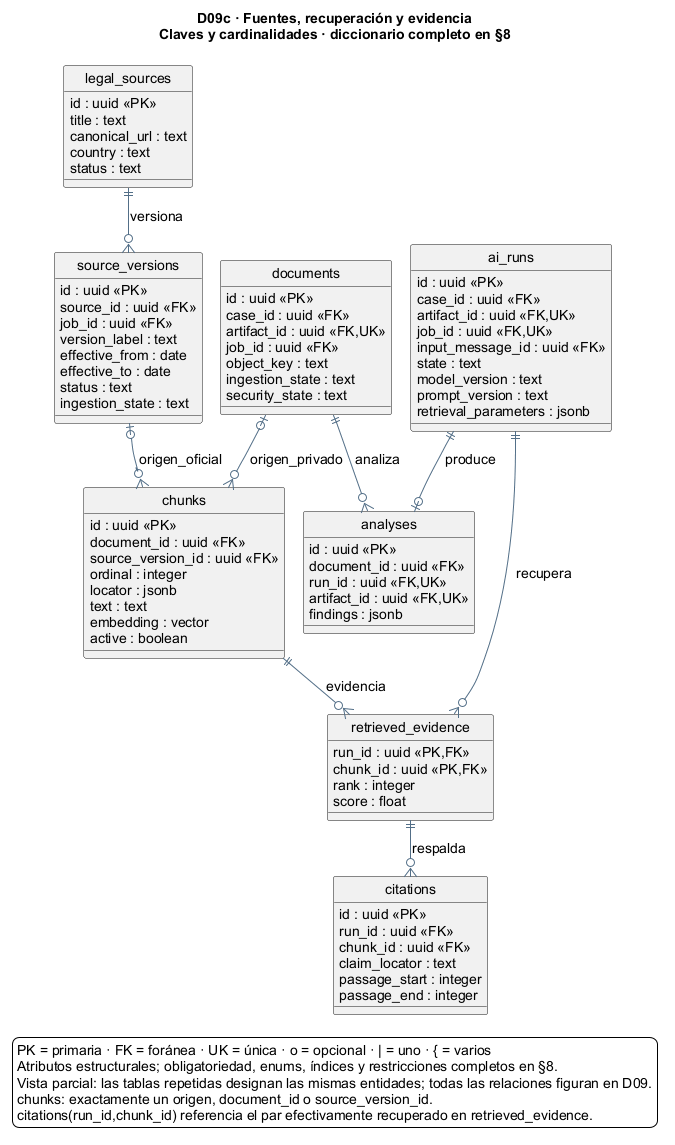 D09c · Fuentes, recuperación y evidencia
Claves y cardinalidades · diccionario completo en §8
legal_sources
id : uuid «PK»
title : text
canonical_url : text
country : text
status : text
versiona
source_versions
id : uuid «PK»
source_id : uuid «FK»
job_id : uuid «FK»
version_label : text
effective_from : date
effective_to : date
status : text
ingestion_state : text
documents
id : uuid «PK»
case_id : uuid «FK»
artifact_id : uuid «FK,UK»
job_id : uuid «FK»
object_key : text
ingestion_state : text
security_state : text
ai_runs
id : uuid «PK»
case_id : uuid «FK»
artifact_id : uuid «FK,UK»
job_id : uuid «FK,UK»
input_message_id : uuid «FK»
state : text
model_version : text
prompt_version : text
retrieval_parameters : jsonb
origen_oficial
origen_privado
analiza
produce
chunks
id : uuid «PK»
document_id : uuid «FK»
source_version_id : uuid «FK»
ordinal : integer
locator : jsonb
text : text
embedding : vector
active : boolean
analyses
id : uuid «PK»
document_id : uuid «FK»
run_id : uuid «FK,UK»
artifact_id : uuid «FK,UK»
findings : jsonb
recupera
evidencia
retrieved_evidence
run_id : uuid «PK,FK»
chunk_id : uuid «PK,FK»
rank : integer
score : float
respalda
citations
id : uuid «PK»
run_id : uuid «FK»
chunk_id : uuid «FK»
claim_locator : text
passage_start : integer
passage_end : integer
PK = primaria · FK = foránea · UK = única · o = opcional · | = uno · { = varios
Atributos estructurales; obligatoriedad, enums, índices y restricciones completos en §8.
Vista parcial: las tablas repetidas designan las mismas entidades; todas las relaciones figuran en D09.
chunks: exactamente un origen, document_id o source_version_id.
citations(run_id,chunk_id) referencia el par efectivamente recuperado en retrieved_evidence.